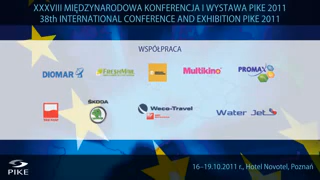 XXXVIII MIĘDZYNARODOWA KONFERENCJA I WYSTAWA PIKE 2011
38th INTERNATIONAL CONFERENCE AND EXHIBITION PIKE 2011
WSPÓŁPRACA
DIOMAR
Multikino
PROMAX
ŠKODA
Weco-Travel
Water Jet
PIKE
16-19.10.2011 r., Hotel Novotel, Poznań